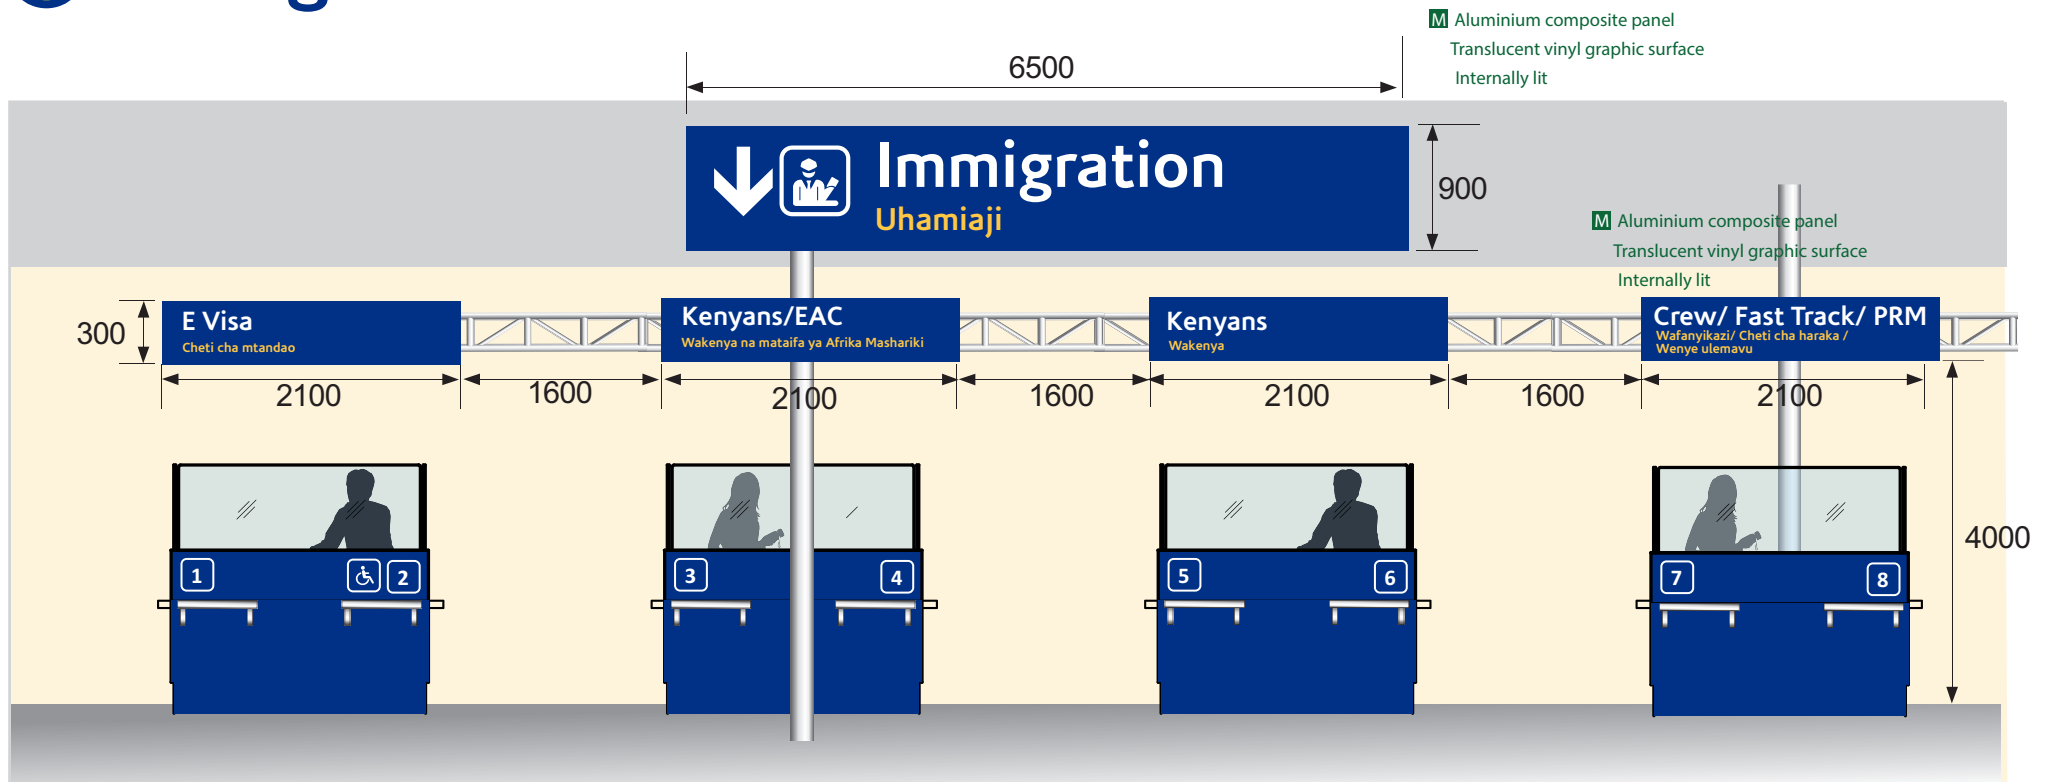 M Aluminium composite panel
Translucent vinyl graphic surface
Internally lit
6500
Immigration
Uhamiaji
900
M Aluminium composite panel
Translucent vinyl graphic surface
Internally lit
300
E Visa
Cheti cha mtandao
Kenyans/EAC
Wakenya na mataifa ya Afrika Mashariki
Kenyans
Wakenya
Crew/ Fast Track/ PRM
Wafanyikazi/ Cheti cha haraka /
Wenye ulemavu
2100
1600
2100
1600
2100
1600
2100
4000
1
2
3
4
5
6
7
8